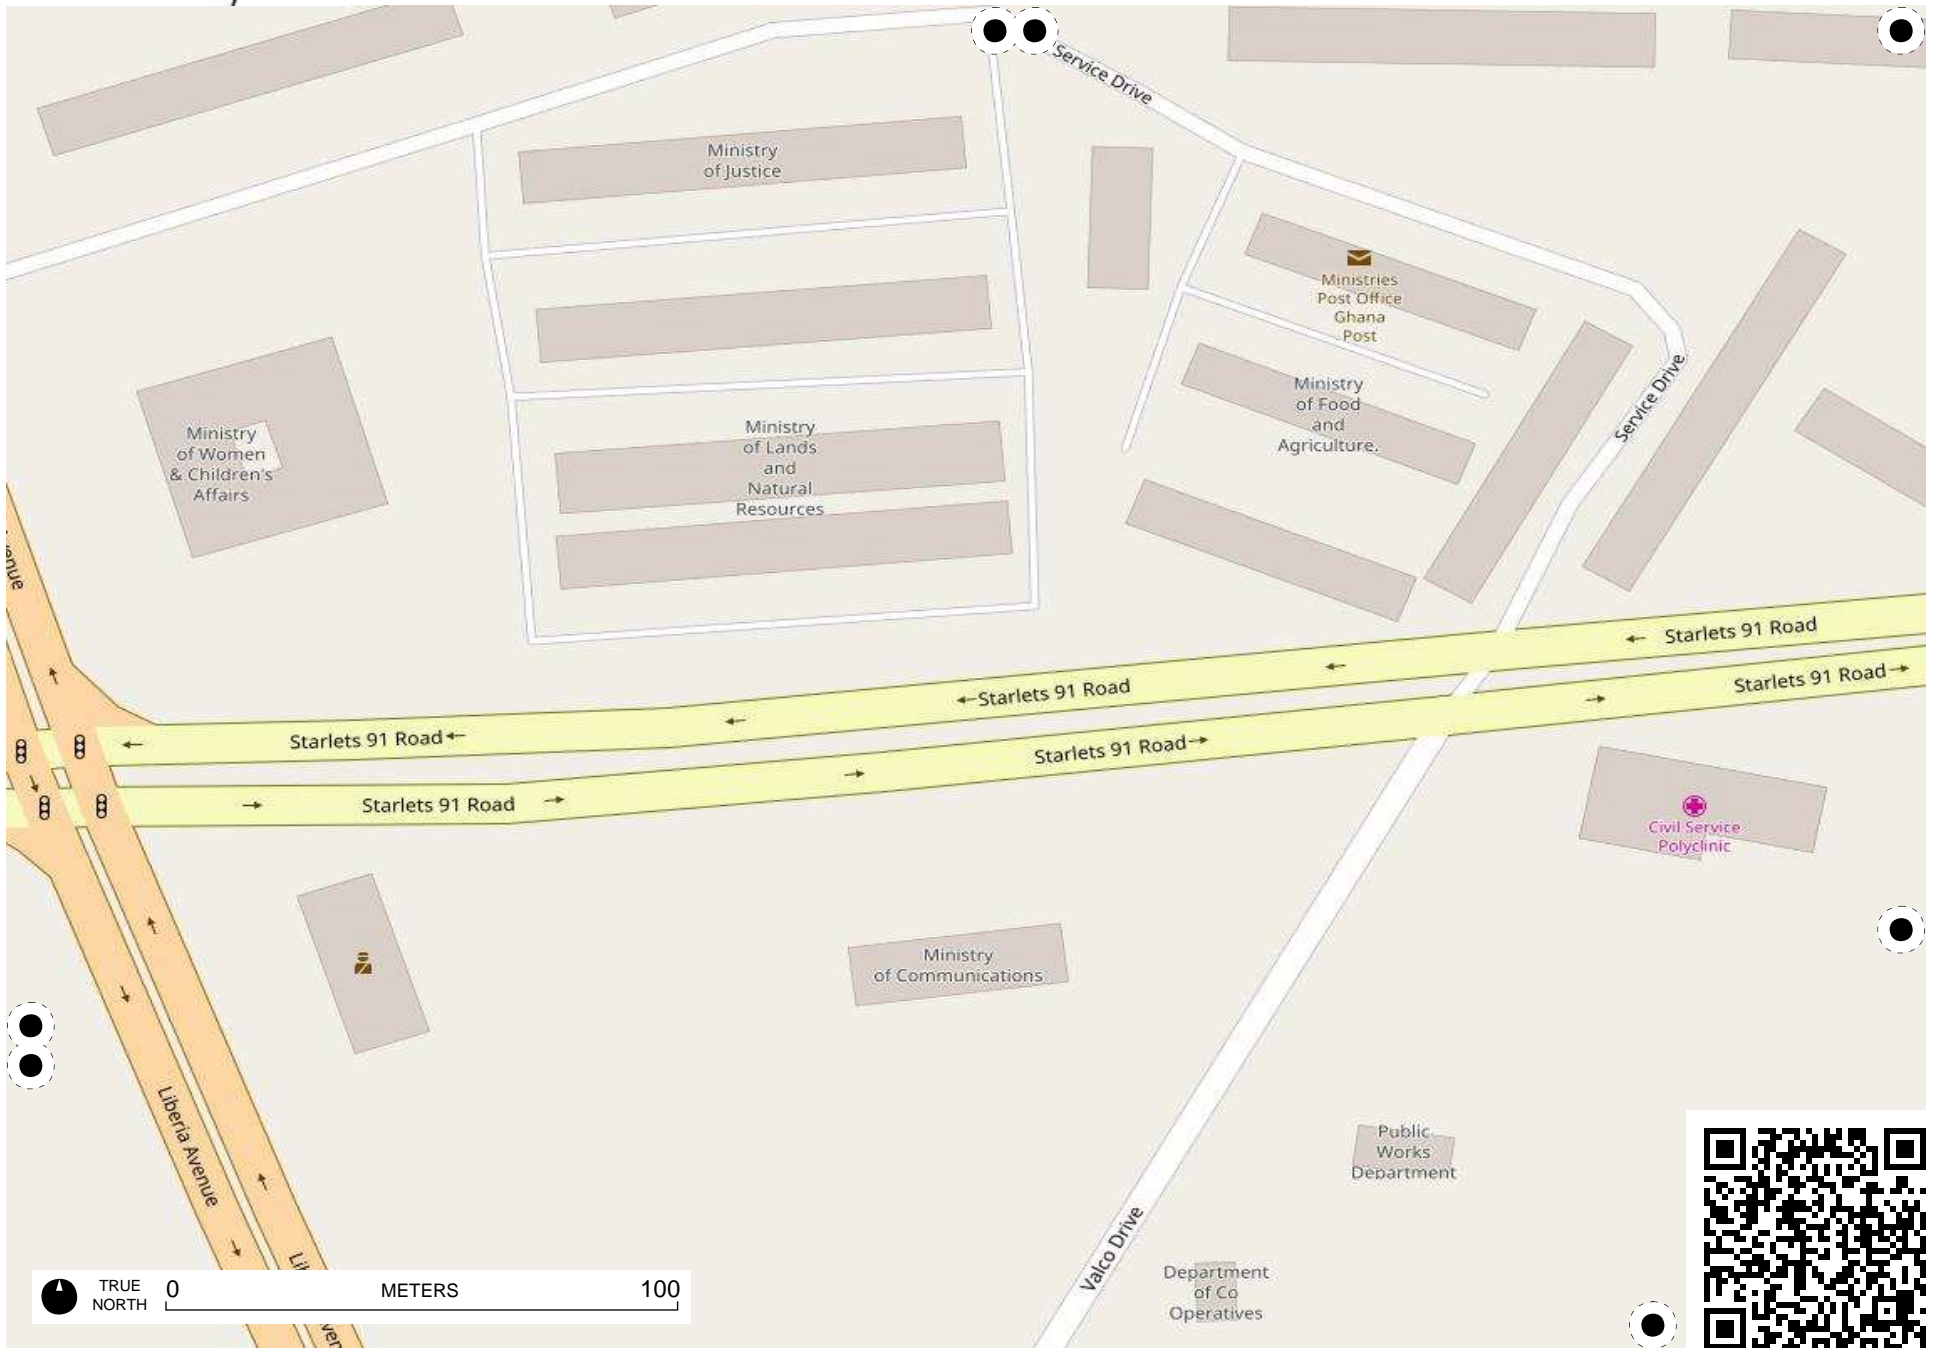 Service Drive
Ministry
of Justice
Ministries
Post Office
Ghana
Post
Service Drive
Ministry
of Food
and
Agriculture.
Ministry
of Women
& Children's
Affairs
Ministry
of Lands
and
Natural
Resources
Starlets 91 Road
Starlets 91 Road
Starlets 91 Road
Starlets 91 Road
Starlets 91 Road
Starlets 91 Road
Civil Service
Polyclinic
Ministry
of Communications
Liberia Avenue
Public
Works
Department
Valco Drive
Department
of Co
Operatives
TRUE
NORTH
0 METERS 100